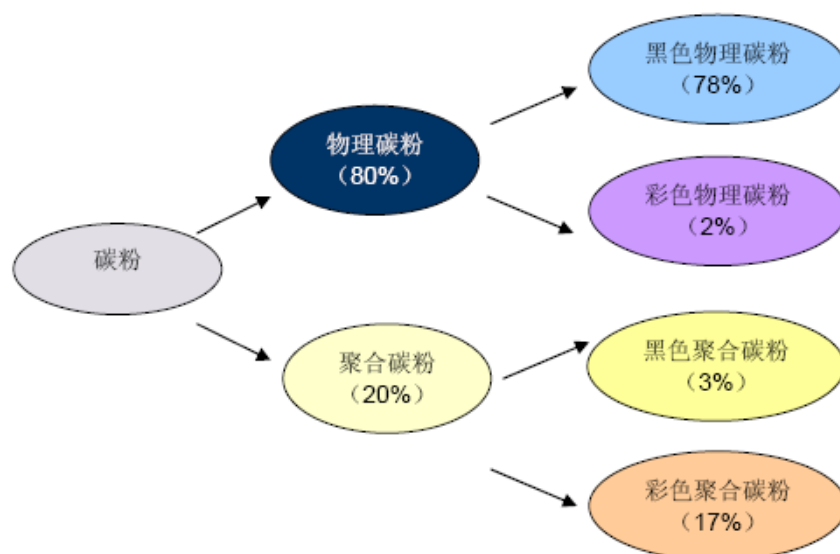 黑色物理碳粉
（78%）
物理碳粉
（80%）
彩色物理碳粉
（2%）
碳粉
黑色聚合碳粉
（3%）
聚合碳粉
（20%）
彩色聚合碳粉
（17%）